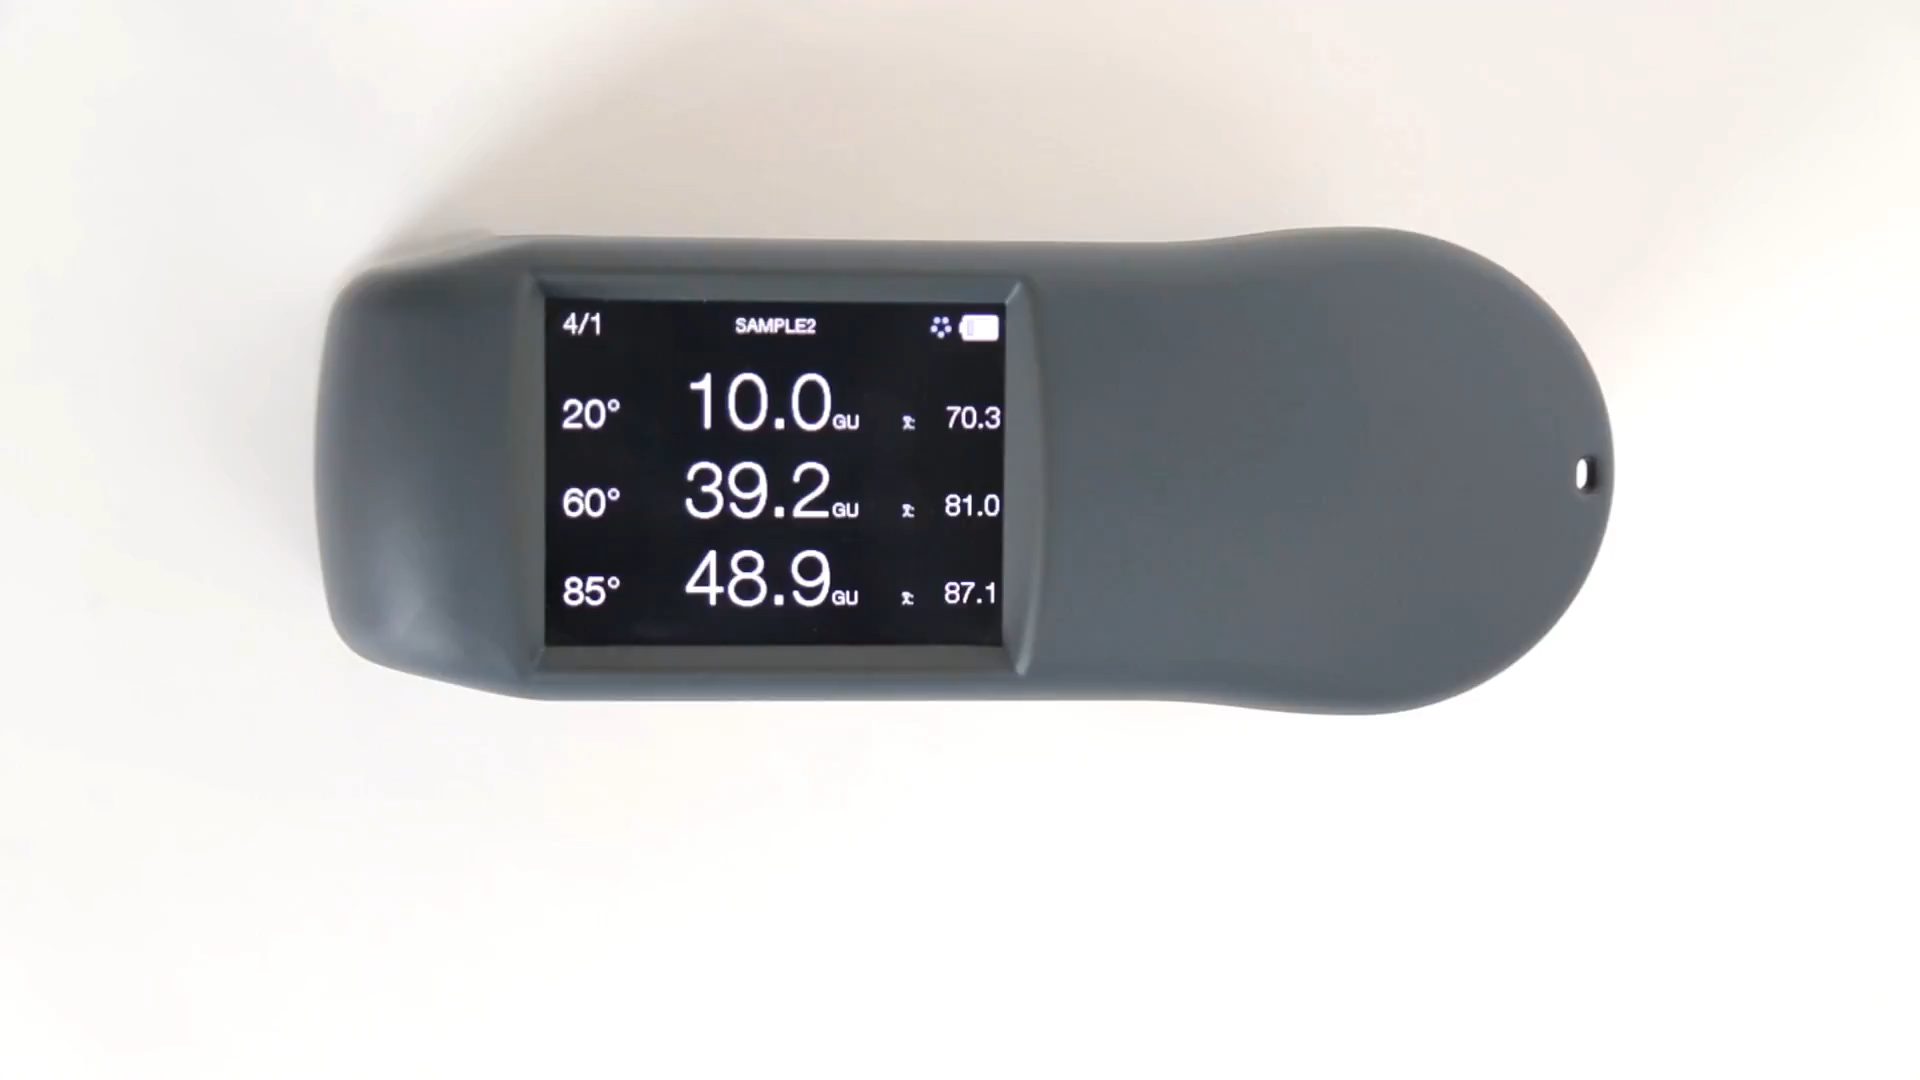 4/1 SAMPLE2
20° 10.0GU x̄: 70.3
60° 39.2GU x̄: 81.0
85° 48.9GU x̄: 87.1